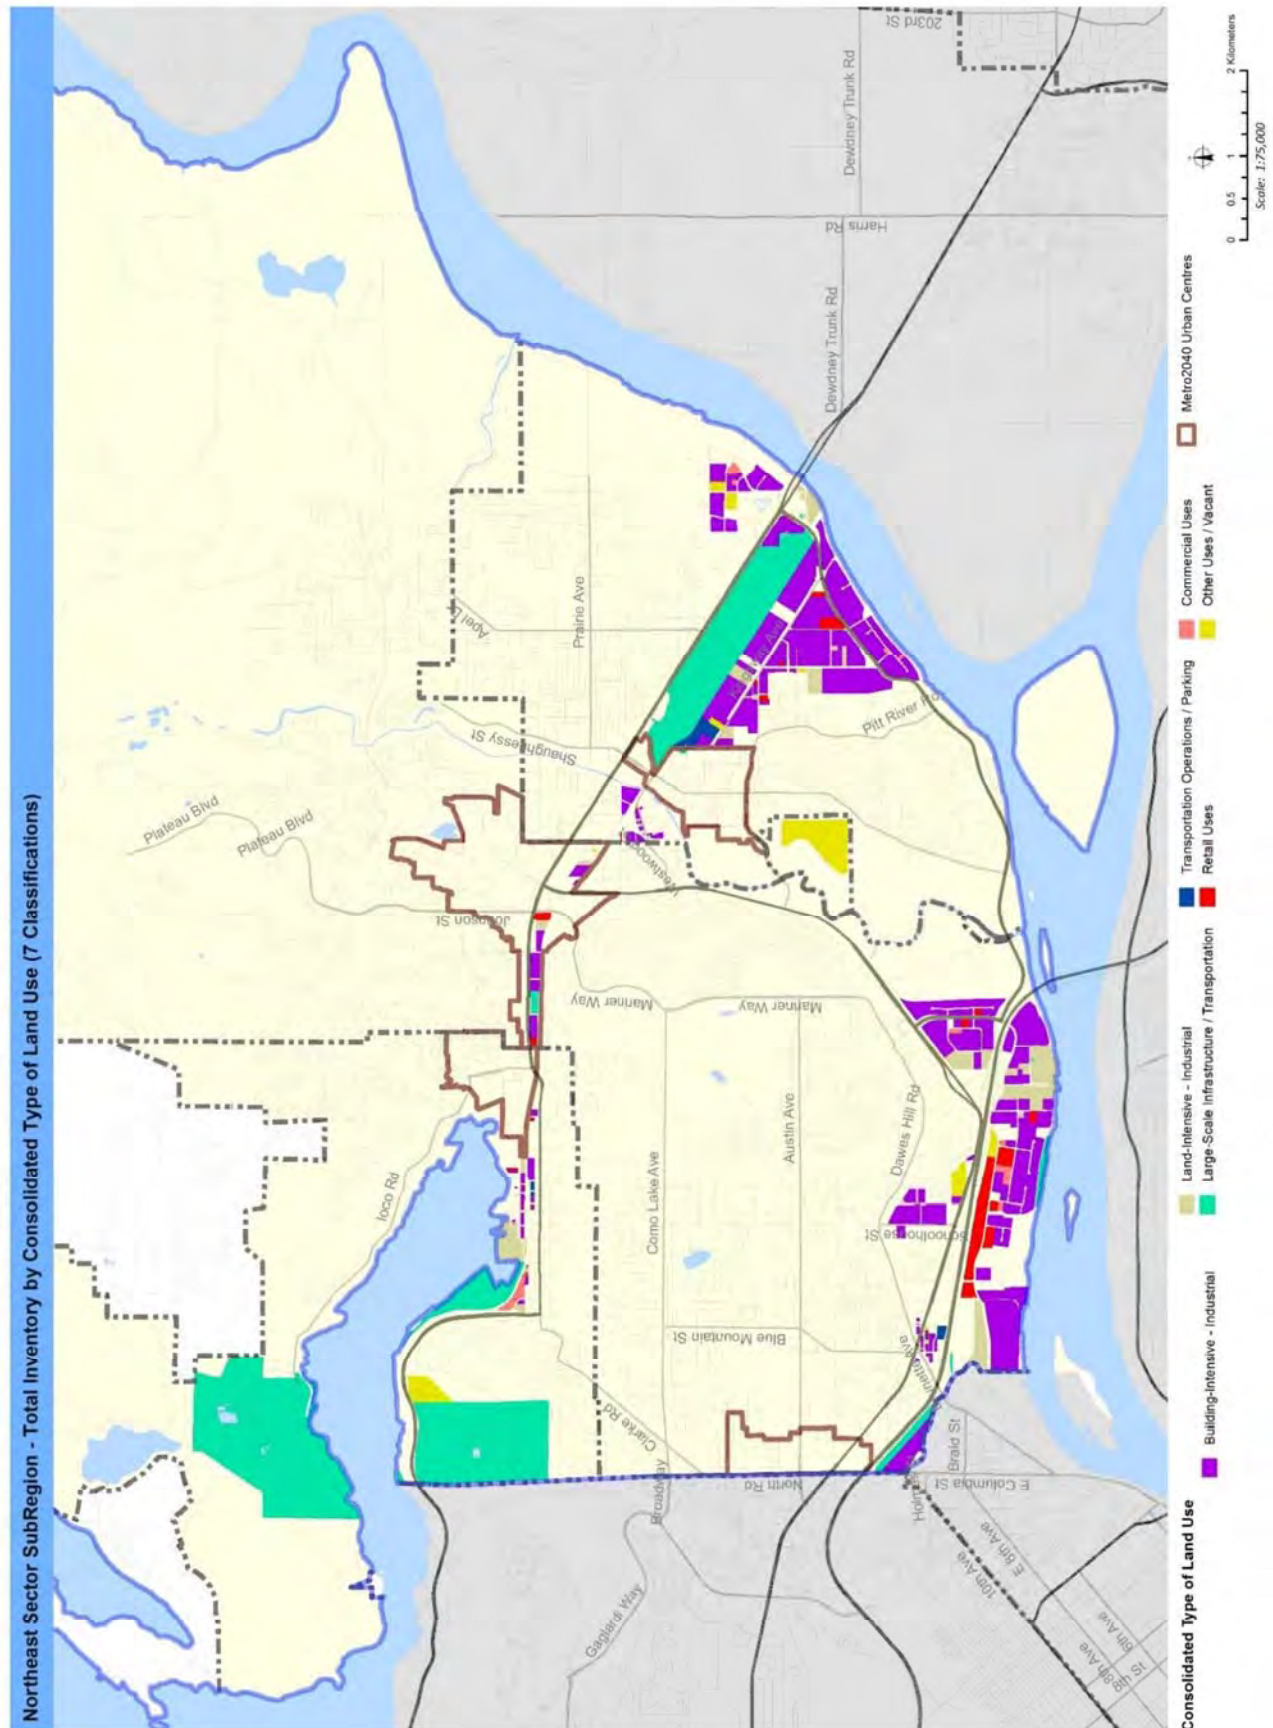 Northeast Sector SubRegion - Total Inventory by Consolidated Type of Land Use (7 Classifications)
Plateau Blvd
Plateau Blvd
203rd St
Dewdney Trunk Rd
Harris Rd
Dewdney Trunk Rd
Ioco Rd
Johnson St
Shaughnessy St
Apel Dr
Prairie Ave
Westwood
Mariner Way
Mariner Way
Como Lake Ave
Austin Ave
Pitt River Rd
Dawes Hill Rd
Schoolhouse St
Blue Mountain St
Clarke Rd
Broadway
North Rd
Gaglardi Way
Braid St
E Columbia St
10th Ave
E 8th Ave
8th Ave
6th Ave
8th St
Consolidated Type of Land Use
Building-Intensive - Industrial
Land-Intensive - Industrial
Large-Scale Infrastructure / Transportation
Transportation Operations / Parking
Retail Uses
Commercial Uses
Other Uses / Vacant
Metro2040 Urban Centres
0 0.5 1 2 Kilometers
Scale: 1:75,000